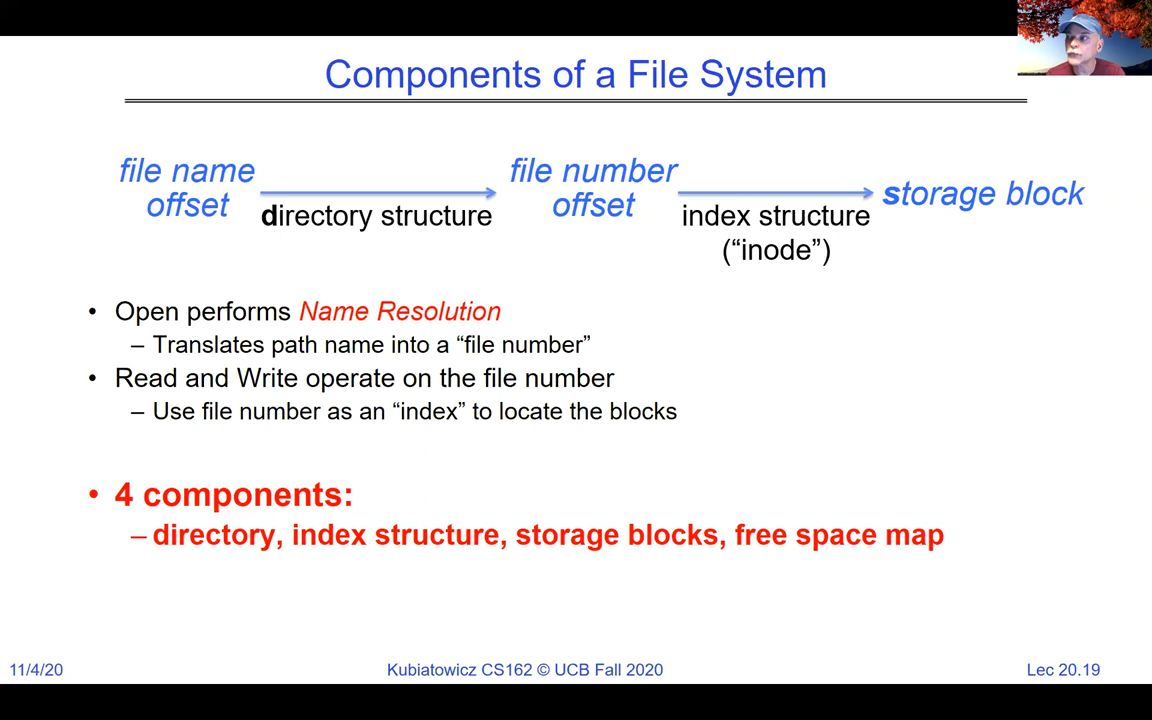 Components of a File System
file name
offset
directory structure
file number
offset
index structure
(“inode”)
storage block
• Open performs Name Resolution
– Translates path name into a “file number”
• Read and Write operate on the file number
– Use file number as an “index” to locate the blocks
• 4 components:
– directory, index structure, storage blocks, free space map
11/4/20
Kubiatowicz CS162 © UCB Fall 2020
Lec 20.19